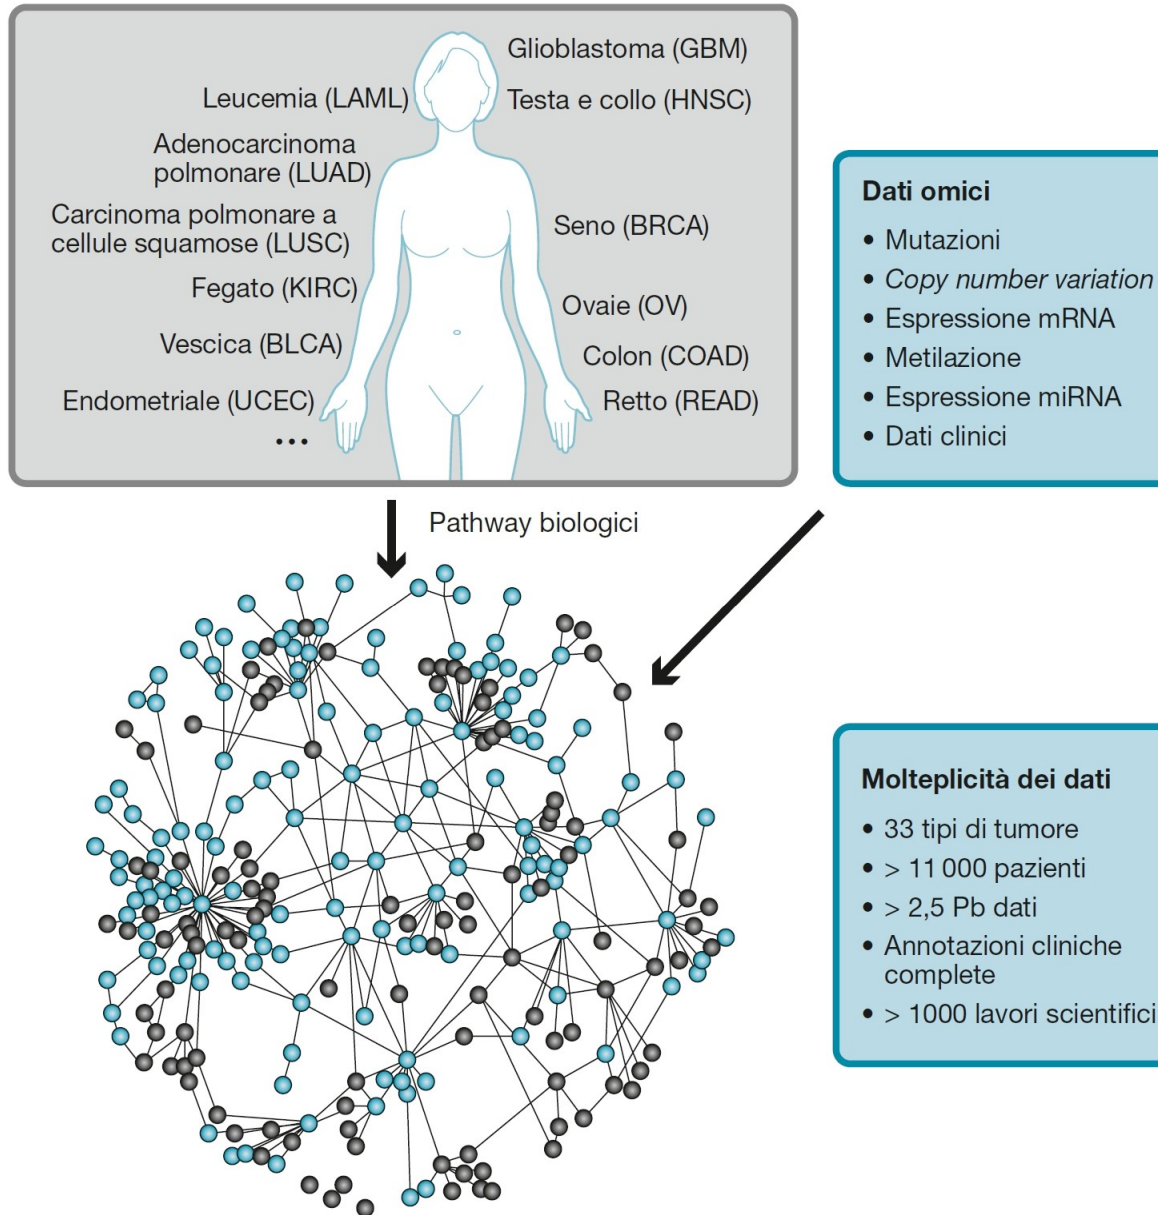 Glioblastoma (GBM)
Leucemia (LAML)
Testa e collo (HNSC)
Adenocarcinoma
polmonare (LUAD)
Carcinoma polmonare a
cellule squamose (LUSC)
Seno (BRCA)
Fegato (KIRC)
Ovaie (OV)
Vescica (BLCA)
Colon (COAD)
Endometriale (UCEC)
Retto (READ)
...
Dati omici
• Mutazioni
• Copy number variation
• Espressione mRNA
• Metilazione
• Espressione miRNA
• Dati clinici
Pathway biologici
Molteplicità dei dati
• 33 tipi di tumore
• > 11 000 pazienti
• > 2,5 Pb dati
• Annotazioni cliniche
complete
• > 1000 lavori scientifici